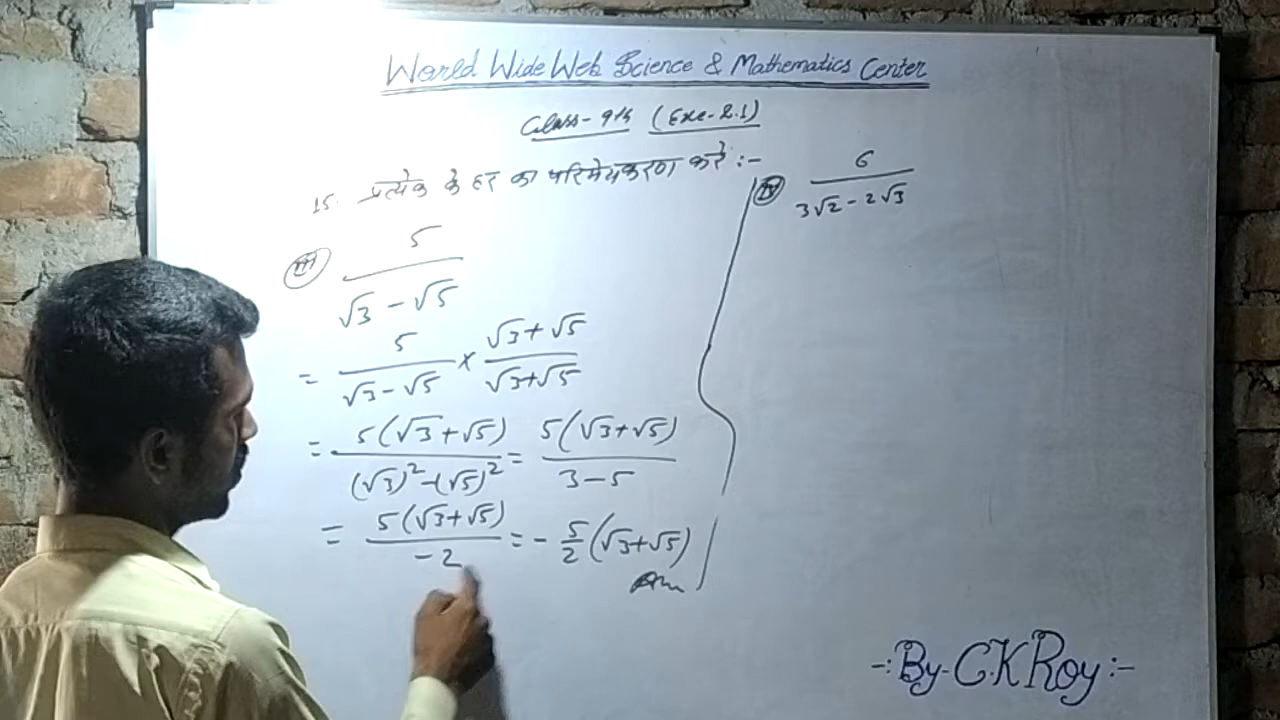 World Wide Web Science & Mathematics Center
Class-9th (Exe-2.1)
15. प्रत्येक के हर का परिमेयकरण करें :-
(iii) 5/(√3 - √5)
= 5/(√3 - √5) × (√3 + √5)/(√3 + √5)
= 5(√3 + √5)/((√3)² - (√5)²) = 5(√3 + √5)/(3 - 5)
= 5(√3 + √5)/(-2) = - 5/2 (√3 + √5)
Ans
(iv) 6/(3√2 - 2√3)
-: By- C.K Roy :-